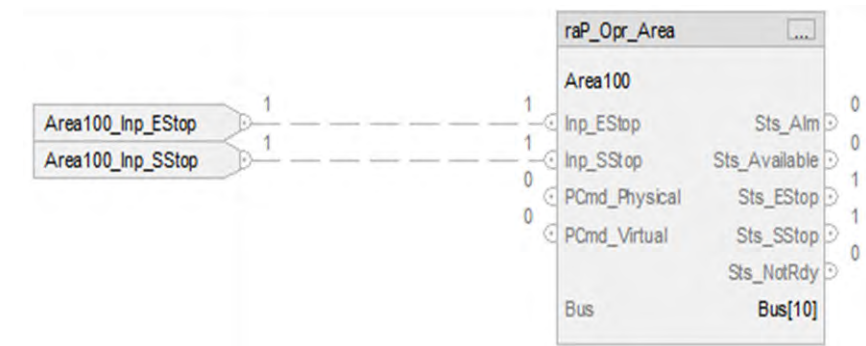 raP_Opr_Area ...
Area100
1 1 0
Area100_Inp_EStop Inp_EStop Sts_Alm
1 1 0
Area100_Inp_SStop Inp_SStop Sts_Available
0 1
PCmd_Physical Sts_EStop
0 1
PCmd_Virtual Sts_SStop
0
Sts_NotRdy
Bus Bus[10]